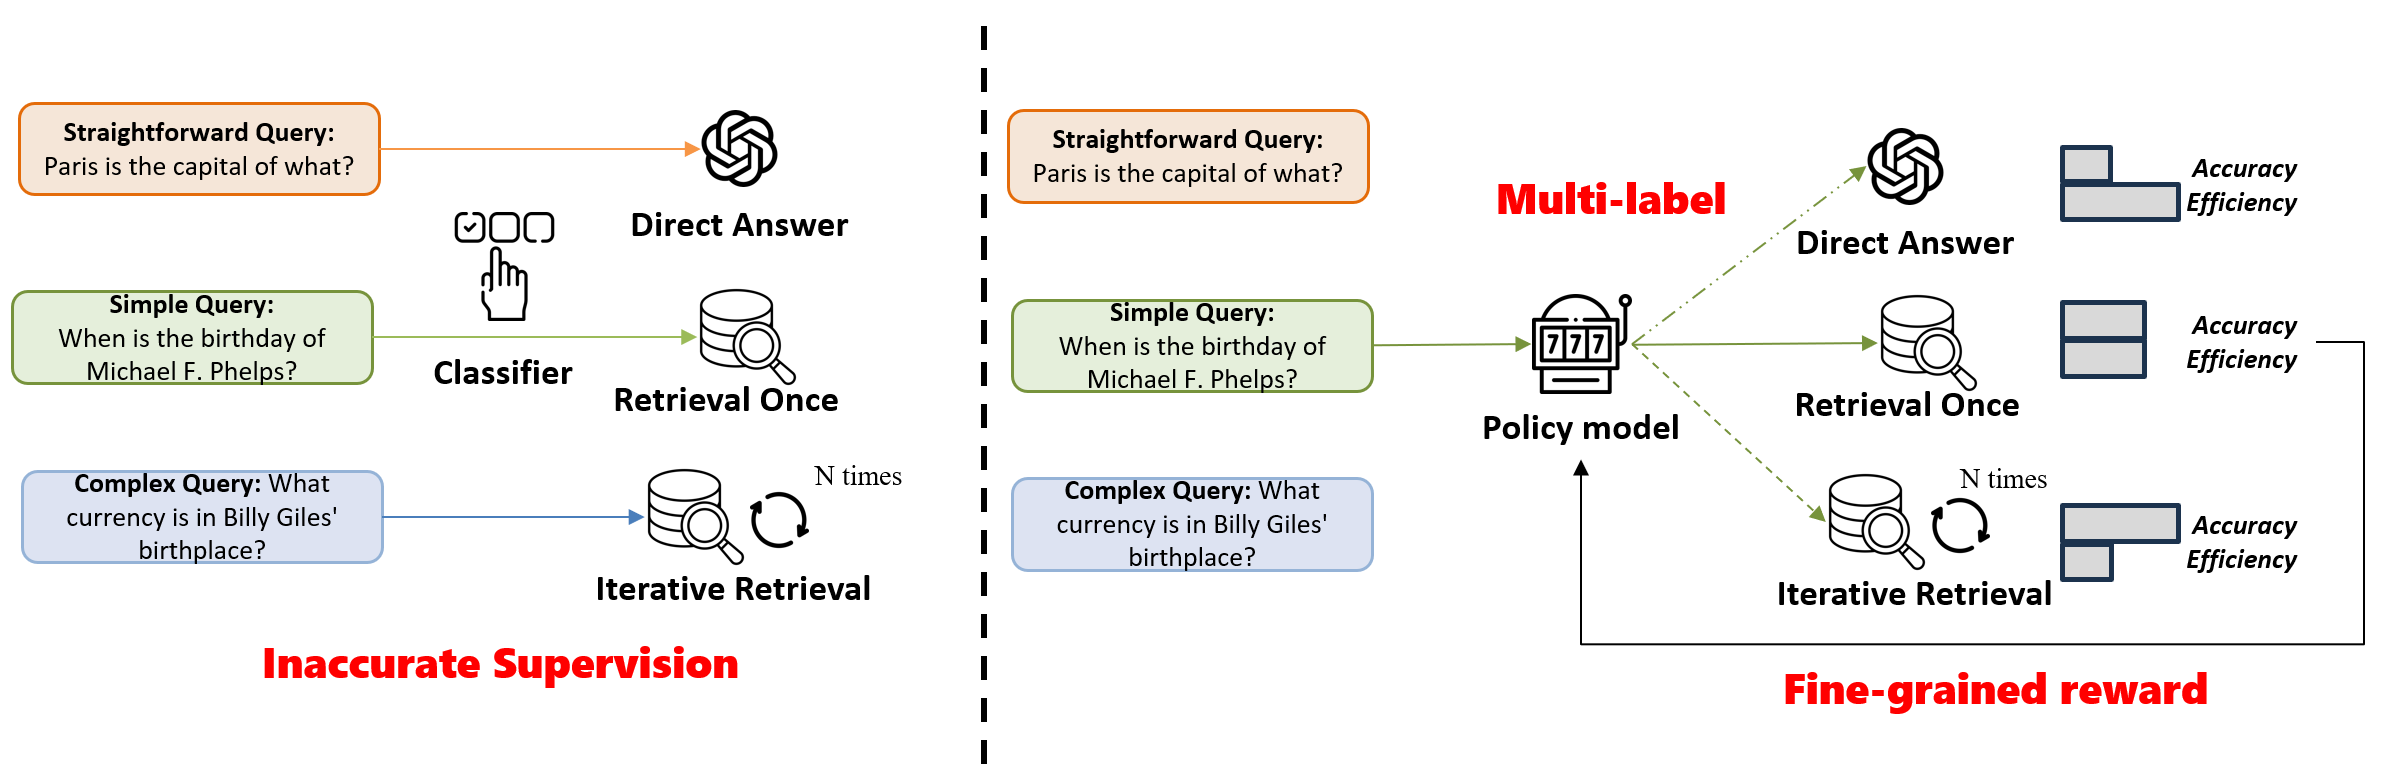 Straightforward Query:
Paris is the capital of what?
Direct Answer
Simple Query:
When is the birthday of
Michael F. Phelps?
Classifier
Retrieval Once
Complex Query: What
currency is in Billy Giles'
birthplace?
N times
Iterative Retrieval
Inaccurate Supervision
Straightforward Query:
Paris is the capital of what?
Multi-label
Direct Answer
Accuracy
Efficiency
Simple Query:
When is the birthday of
Michael F. Phelps?
777
Policy model
Retrieval Once
Accuracy
Efficiency
Complex Query: What
currency is in Billy Giles'
birthplace?
N times
Iterative Retrieval
Accuracy
Efficiency
Fine-grained reward